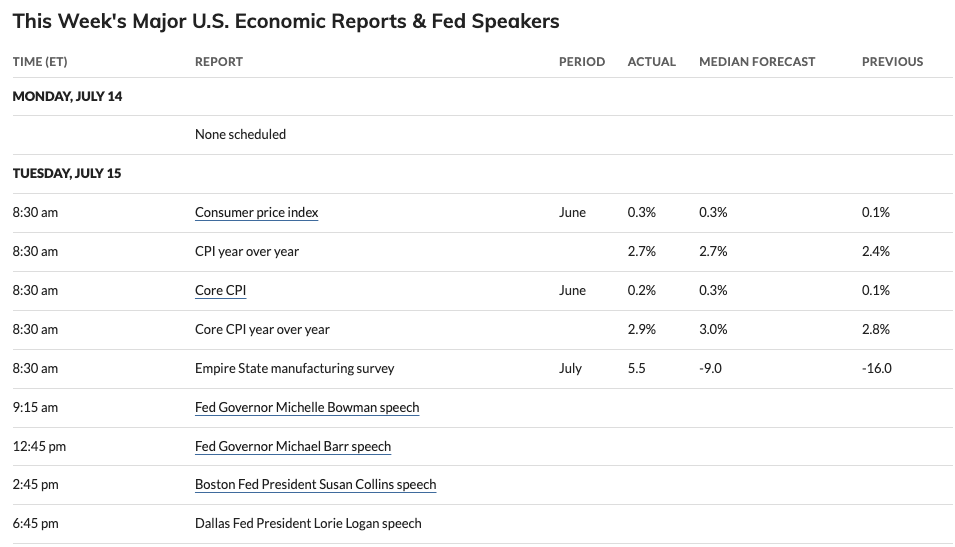 This Week's Major U.S. Economic Reports & Fed Speakers
TIME (ET) REPORT PERIOD ACTUAL MEDIAN FORECAST PREVIOUS
MONDAY, JULY 14
None scheduled
TUESDAY, JULY 15
8:30 am Consumer price index June 0.3% 0.3% 0.1%
8:30 am CPI year over year 2.7% 2.7% 2.4%
8:30 am Core CPI June 0.2% 0.3% 0.1%
8:30 am Core CPI year over year 2.9% 3.0% 2.8%
8:30 am Empire State manufacturing survey July 5.5 -9.0 -16.0
9:15 am Fed Governor Michelle Bowman speech
12:45 pm Fed Governor Michael Barr speech
2:45 pm Boston Fed President Susan Collins speech
6:45 pm Dallas Fed President Lorie Logan speech